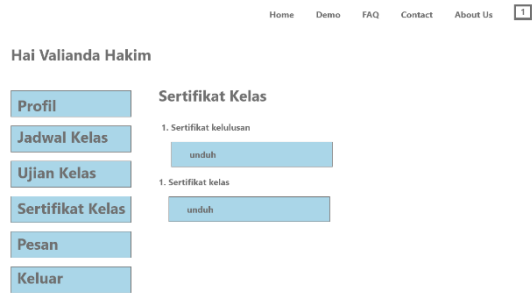 Home Demo FAQ Contact About Us 1
Hai Valianda Hakim
Profil
Jadwal Kelas
Ujian Kelas
Sertifikat Kelas
Pesan
Keluar
Sertifikat Kelas
1. Sertifikat kelulusan
unduh
1. Sertifikat kelas
unduh